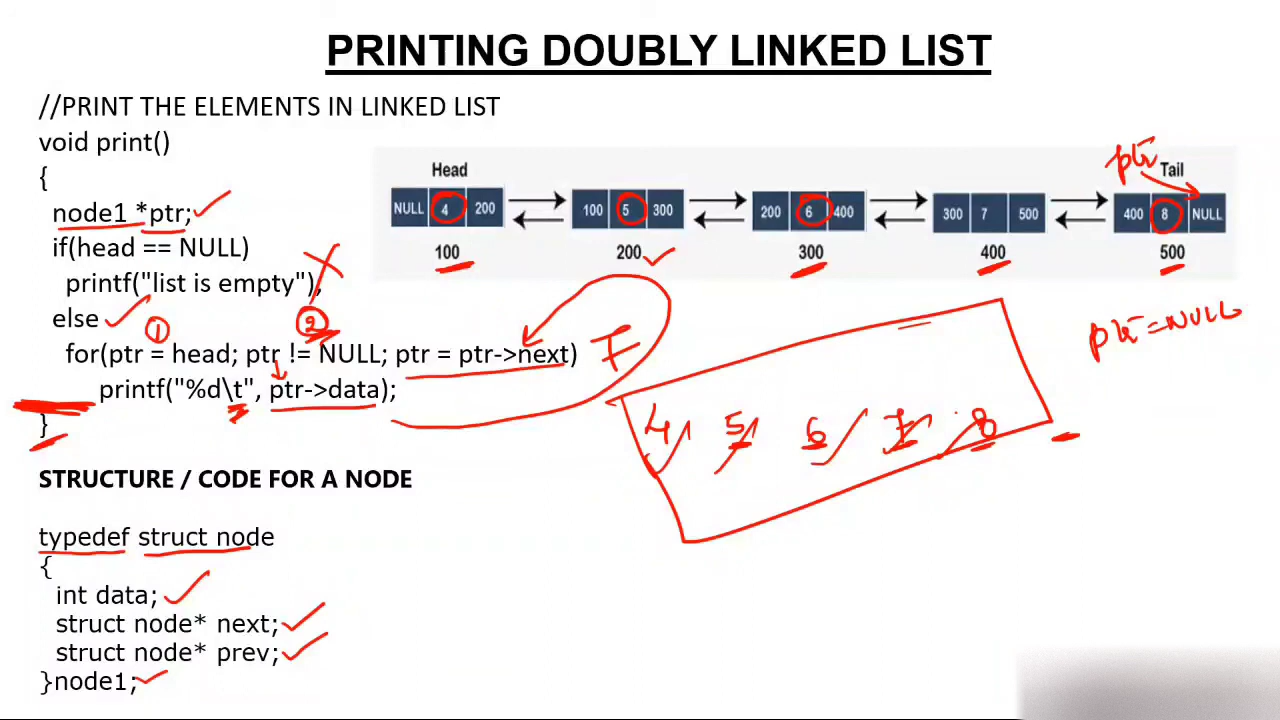 PRINTING DOUBLY LINKED LIST
//PRINT THE ELEMENTS IN LINKED LIST
void print()
{
node1 *ptr;
if(head == NULL)
printf("list is empty");
else
1
2
for(ptr = head; ptr != NULL; ptr = ptr->next)
F
printf("%d\t", ptr->data);
}
Head
Tail
ptr
NULL 4 200
100 5 300
200 6 400
300 7 500
400 8 NULL
100
200
300
400
500
ptr=NULL
4 5 6 7 8
STRUCTURE / CODE FOR A NODE
typedef struct node
{
int data;
struct node* next;
struct node* prev;
}node1;